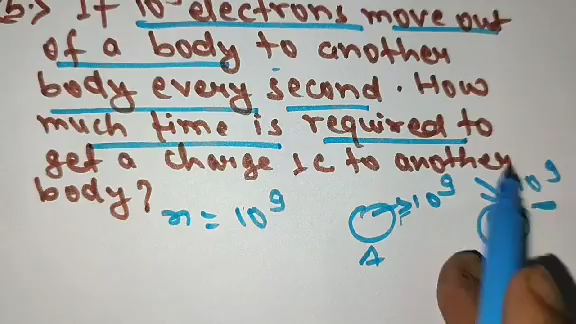 If 10⁹ electrons move out
of a body to another
body every second. How
much time is required to
get a charge 1c to another
body?
n = 10⁹
10⁹
10⁹
A